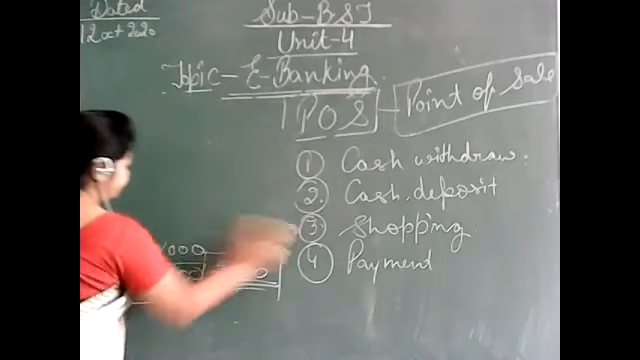 Dated
12 Oct 2020
Sub-BST
Unit-4
Topic - E-Banking
POS - Point of Sale
① Cash withdraw.
②. Cash deposit
③ Shopping
④ Payment